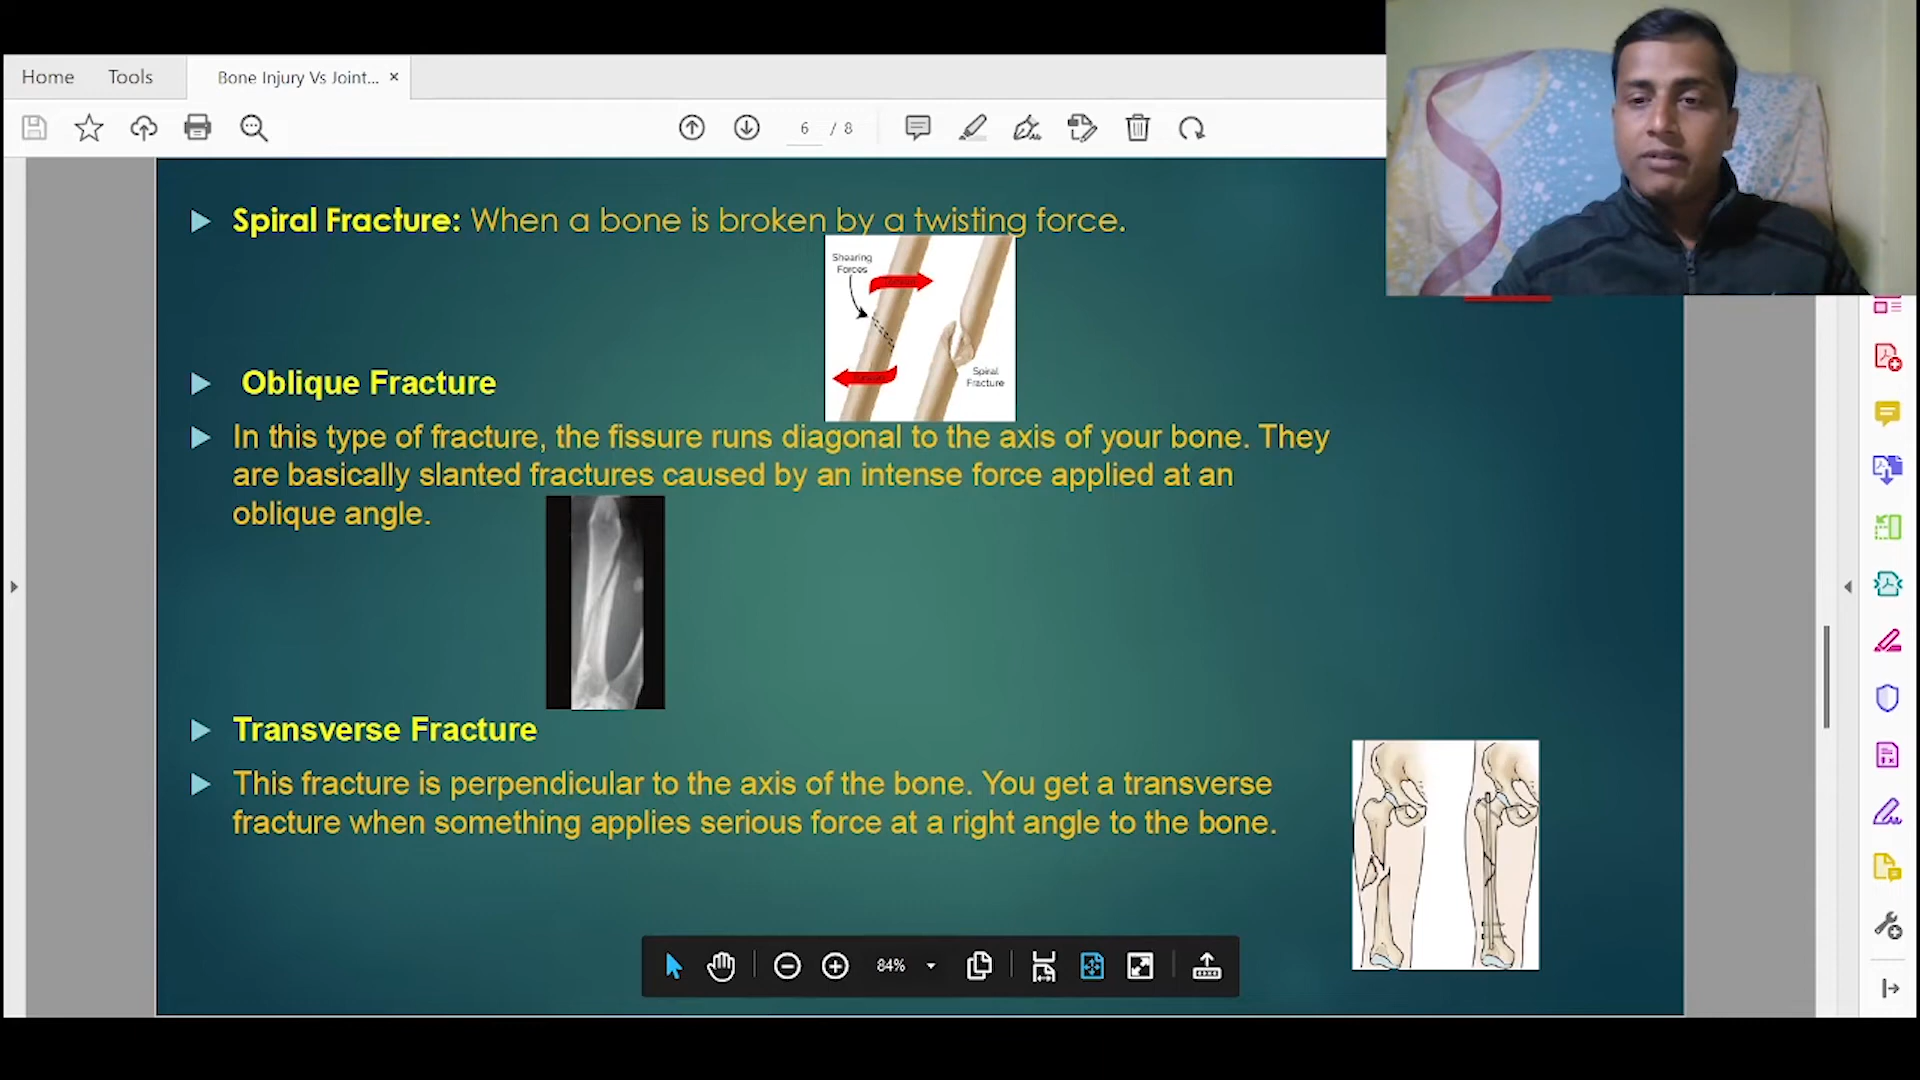 Home Tools Bone Injury Vs Joint... ×
6 / 8
Spiral Fracture: When a bone is broken by a twisting force.
Shearing
Forces
Spiral
Fracture
Oblique Fracture
In this type of fracture, the fissure runs diagonal to the axis of your bone. They
are basically slanted fractures caused by an intense force applied at an
oblique angle.
Transverse Fracture
This fracture is perpendicular to the axis of the bone. You get a transverse
fracture when something applies serious force at a right angle to the bone.
84%